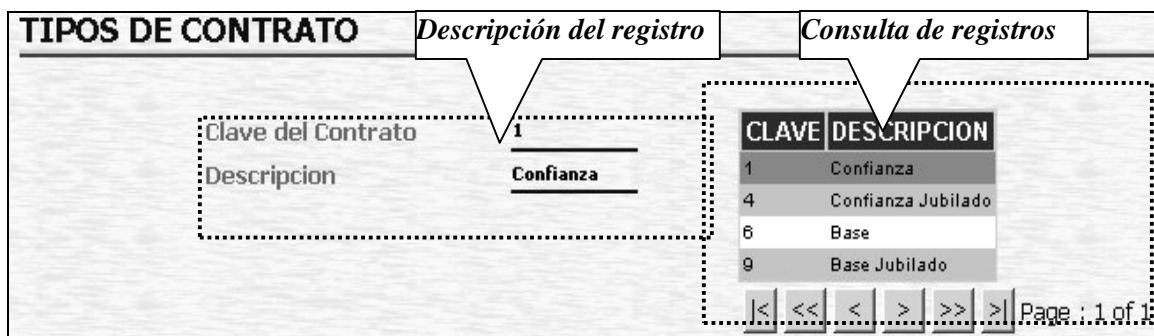 TIPOS DE CONTRATO
Descripción del registro
Consulta de registros
Clave del Contrato 1
Descripcion Confianza
CLAVE DESCRIPCION
1 Confianza
4 Confianza Jubilado
6 Base
9 Base Jubilado
|< << < > >> >| Page : 1 of 1